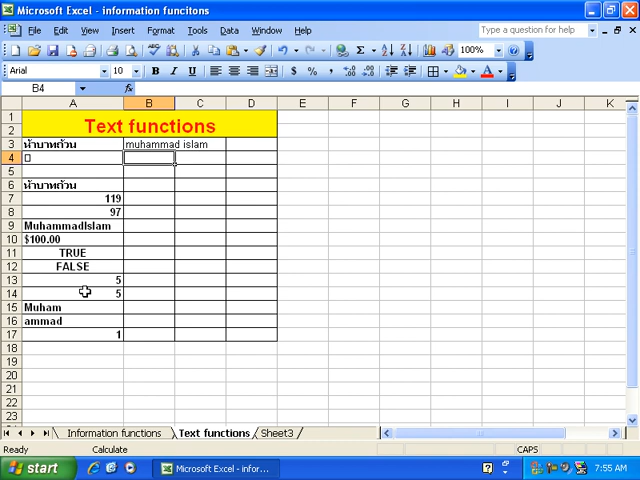 Microsoft Excel - information funcitons
File Edit View Insert Format Tools Data Window Help
Type a question for help
100%
Arial 10 B I U $ % ,
B4 fx
A B C D E F G H I J K
1
2 Text functions
3 ห้าบาทถ้วน muhammad islam
4
5
6 ห้าบาทถ้วน
7 119
8 97
9 MuhammadIslam
10 $100.00
11 TRUE
12 FALSE
13 5
14 5
15 Muham
16 ammad
17 1
18
19
20
21
22
23
Information functions Text functions Sheet3
Ready Calculate CAPS
start Microsoft Excel - infor... 7:55 AM